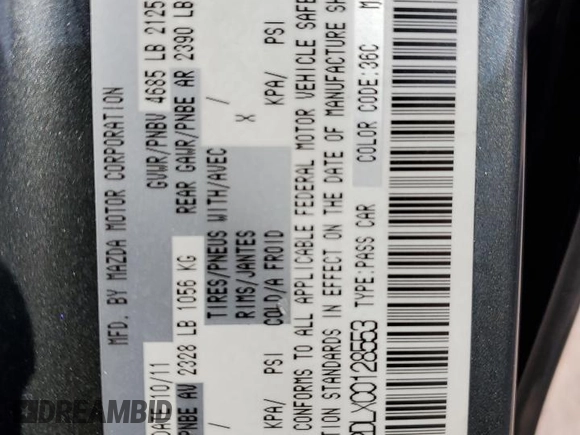 MFD. BY MAZDA MOTOR CORPORATION
10/11 GVWR/PNBV 4685 LB 2125
PNBE AV 2328 LB 1056 KG REAR GAWR/PNBE AR 2390 LB
TIRES/PNEUS WITH/AVEC
RIMS/JANTES X
COLD/A FROID
/ /
KPA/ PSI KPA/ PSI
CONFORMS TO ALL APPLICABLE FEDERAL MOTOR VEHICLE SAFE
STANDARDS IN EFFECT ON THE DATE OF MANUFACTURE SH
DLXC0128553 TYPE:PASS CAR COLOR CODE:36C
DREAMBID